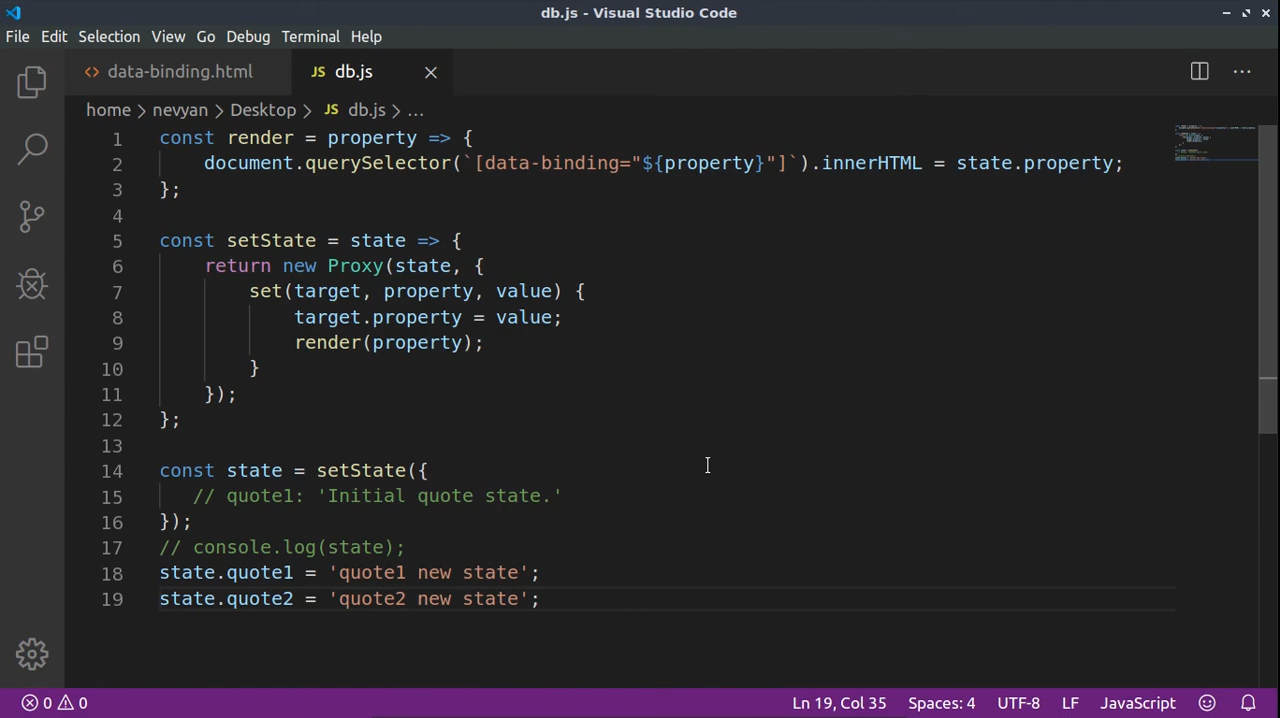 db.js - Visual Studio Code
File Edit Selection View Go Debug Terminal Help
<> data-binding.html JS db.js
home > nevyan > Desktop > JS db.js > ...
1 const render = property => {
2     document.querySelector(`[data-binding="${property}"]`).innerHTML = state.property;
3 };
4
5 const setState = state => {
6     return new Proxy(state, {
7         set(target, property, value) {
8             target.property = value;
9             render(property);
10         }
11     });
12 };
13
14 const state = setState({
15    // quote1: 'Initial quote state.'
16 });
17 // console.log(state);
18 state.quote1 = 'quote1 new state';
19 state.quote2 = 'quote2 new state';
0 0 Ln 19, Col 35 Spaces: 4 UTF-8 LF JavaScript